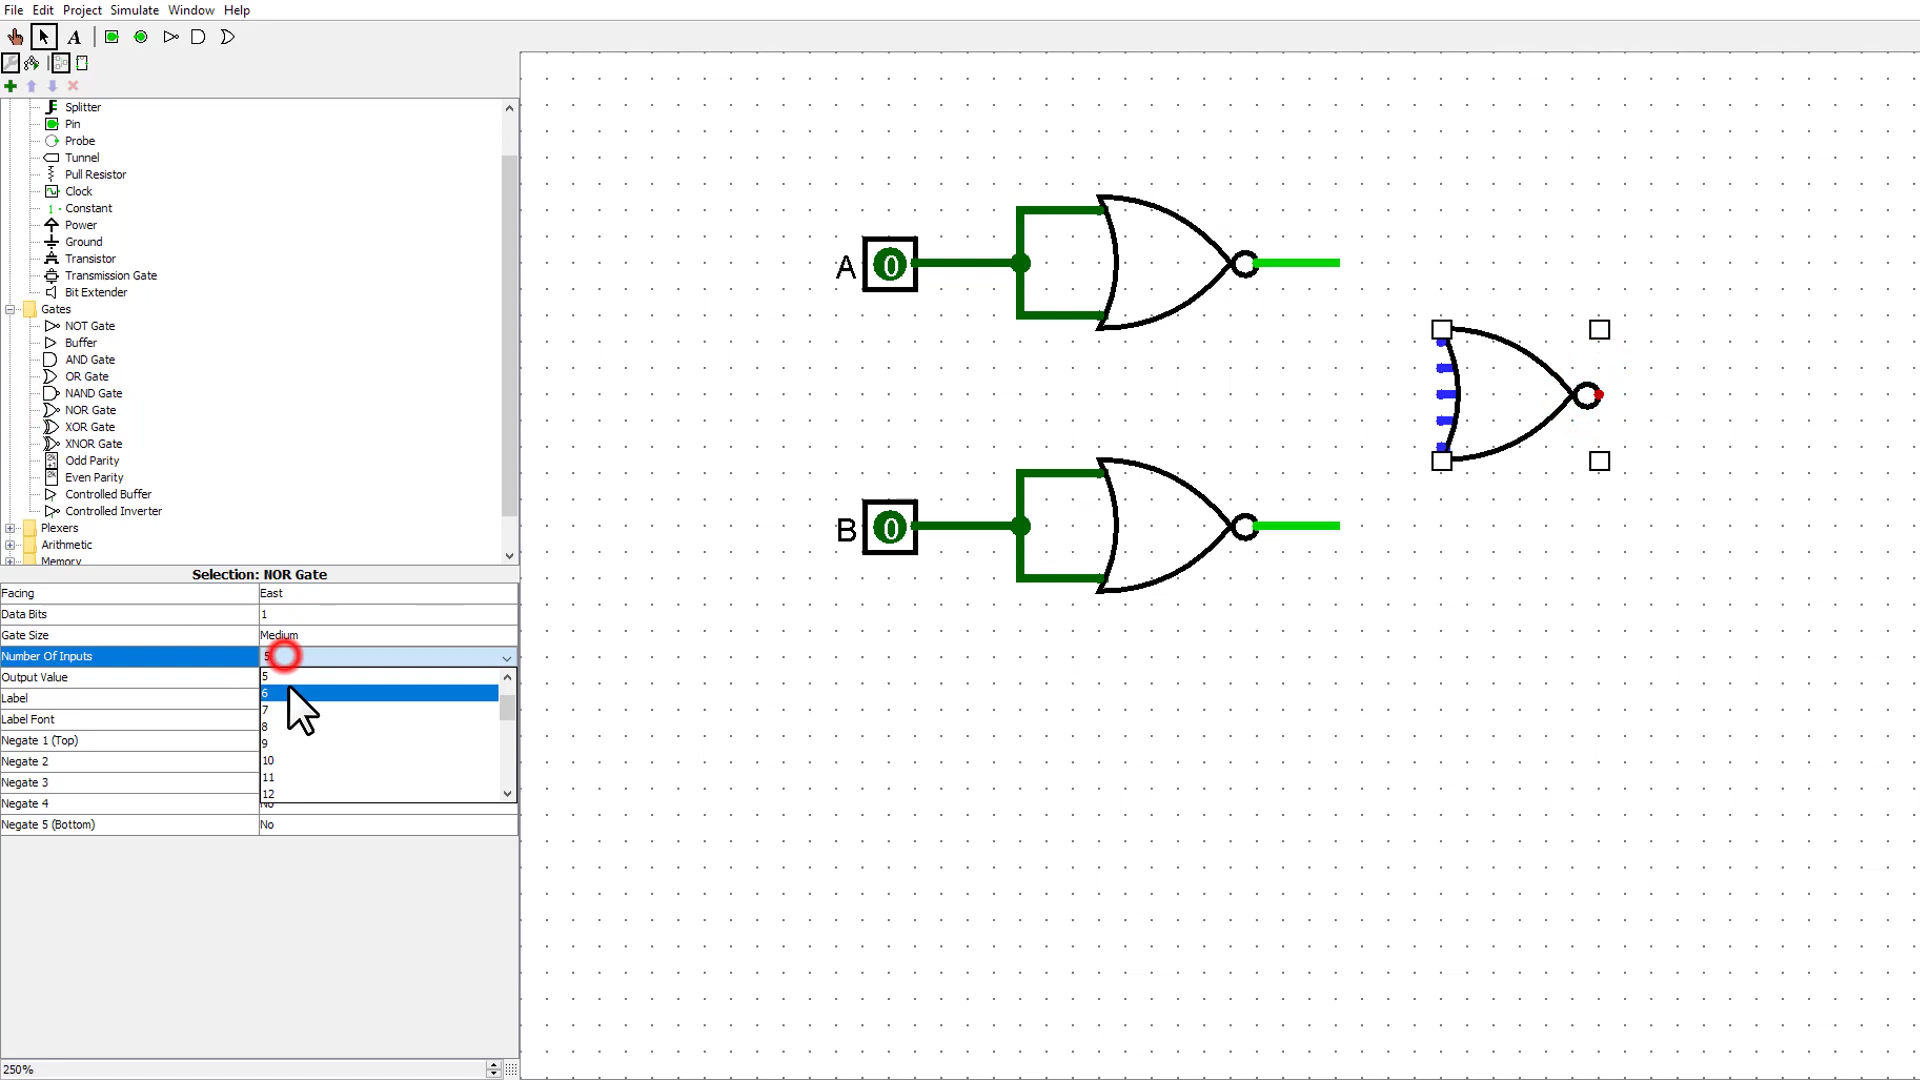 File Edit Project Simulate Window Help
A
Splitter
Pin
Probe
Tunnel
Pull Resistor
Clock
1 Constant
Power
Ground
Transistor
Transmission Gate
Bit Extender
Gates
NOT Gate
Buffer
AND Gate
OR Gate
NAND Gate
NOR Gate
XOR Gate
XNOR Gate
Odd Parity
Even Parity
Controlled Buffer
Controlled Inverter
Plexers
Arithmetic
Memory
Selection: NOR Gate
Facing East
Data Bits 1
Gate Size Medium
Number Of Inputs 5
Output Value 5
6
Label
7
Label Font 8
Negate 1 (Top) 9
Negate 2 10
Negate 3 11
12
Negate 4 No
Negate 5 (Bottom) No
250%
A 0
B 0